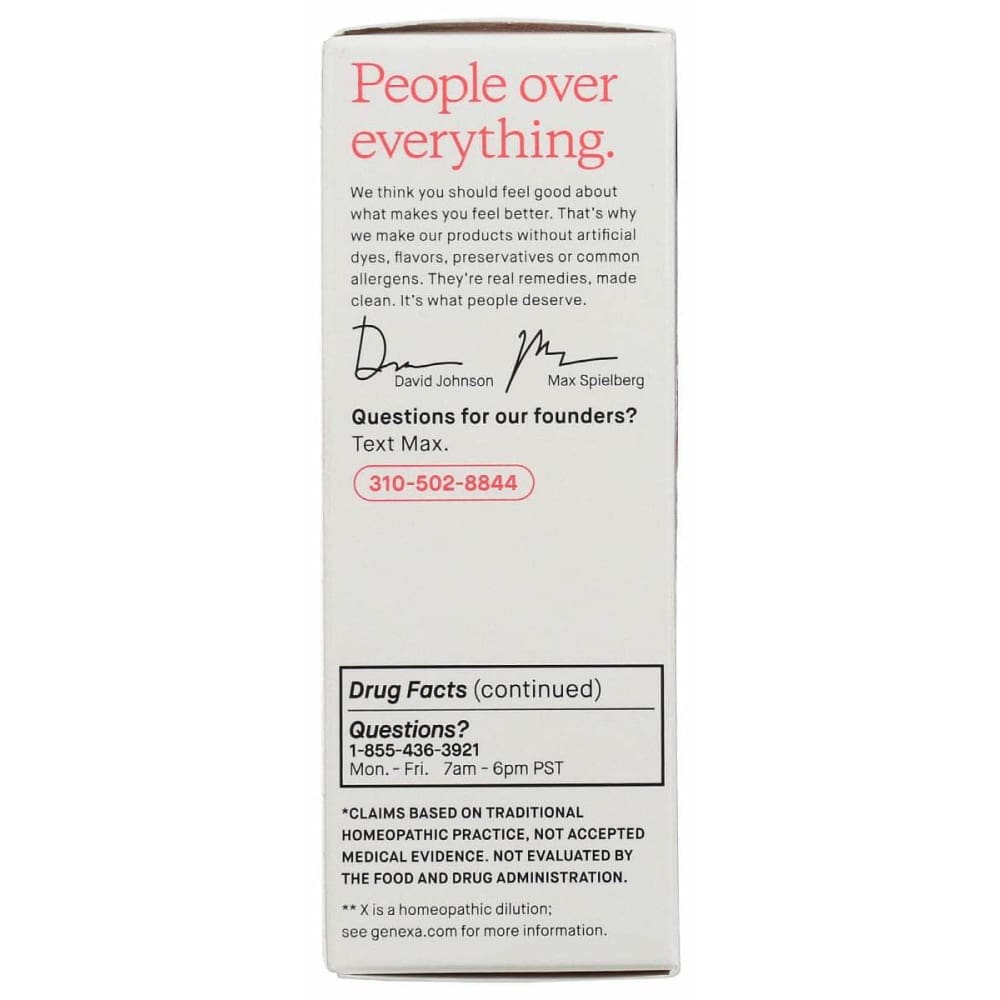 People over
everything.
We think you should feel good about
what makes you feel better. That's why
we make our products without artificial
dyes, flavors, preservatives or common
allergens. They're real remedies, made
clean. It's what people deserve.
David Johnson Max Spielberg
Questions for our founders?
Text Max.
310-502-8844
Drug Facts (continued)
Questions?
1-855-436-3921
Mon. - Fri. 7am - 6pm PST
*CLAIMS BASED ON TRADITIONAL
HOMEOPATHIC PRACTICE, NOT ACCEPTED
MEDICAL EVIDENCE. NOT EVALUATED BY
THE FOOD AND DRUG ADMINISTRATION.
** X is a homeopathic dilution;
see genexa.com for more information.